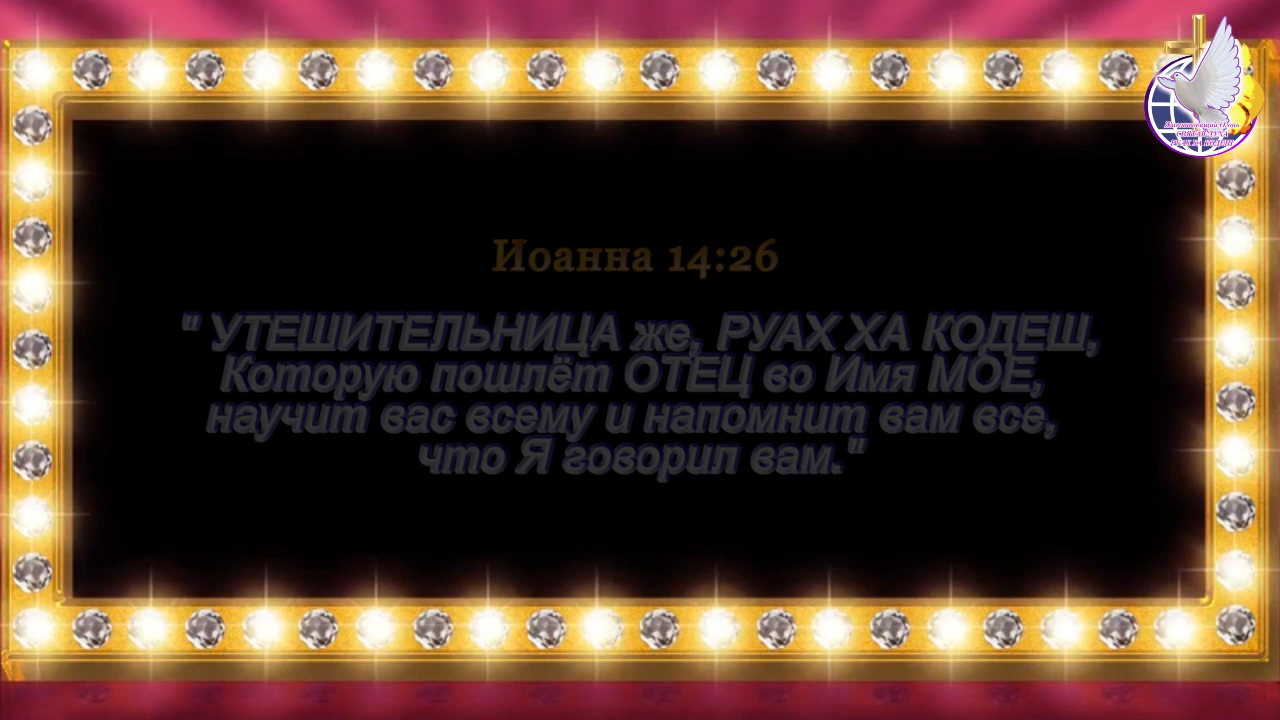 Иоанна 14:26
" УТЕШИТЕЛЬНИЦА же, РУАХ ХА КОДЕШ,
Которую пошлёт ОТЕЦ во Имя МОЕ,
научит вас всему и напомнит вам все,
что Я говорил вам."